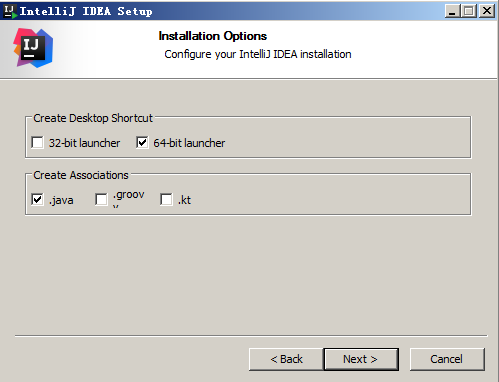 IntelliJ IDEA Setup
IJ
Installation Options
Configure your IntelliJ IDEA installation
Create Desktop Shortcut
32-bit launcher 64-bit launcher
Create Associations
.java .groov .kt
y
< Back Next > Cancel